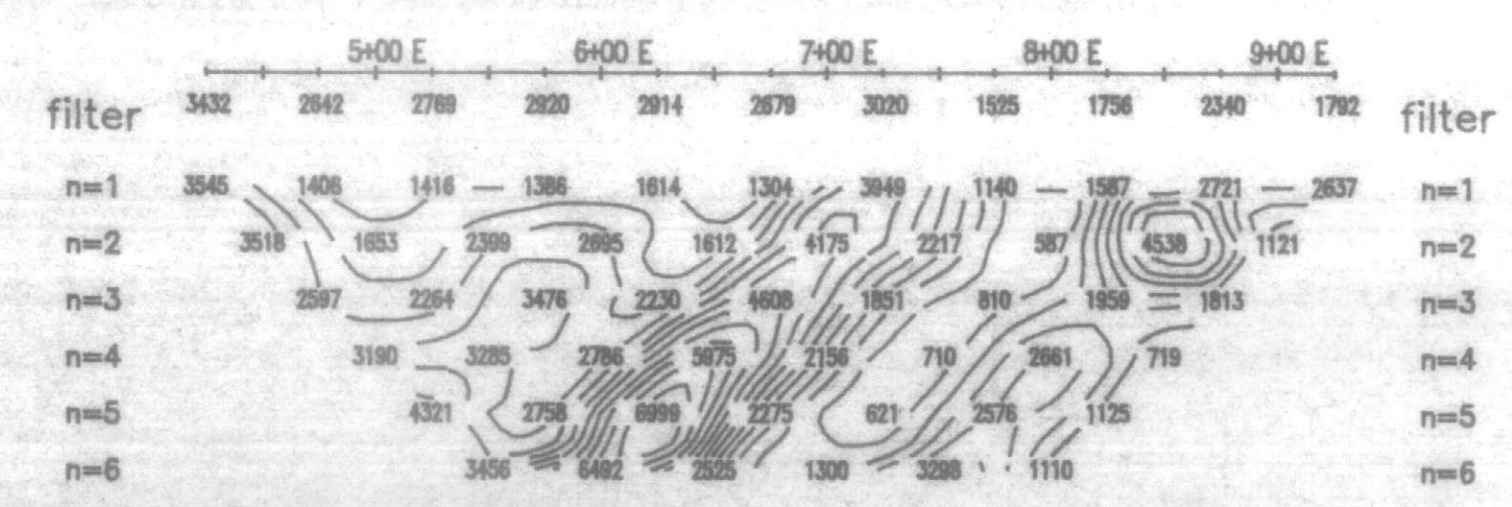 5+00 E 6+00 E 7+00 E 8+00 E 9+00 E
filter 3432 2642 2769 2920 2914 2679 3020 1525 1756 2340 1792 filter
n=1 3545 1406 1416 1386 1614 1304 3949 1140 1587 2721 2637 n=1
n=2 3518 1653 2399 2695 1612 4175 2217 587 4538 1121 n=2
n=3 2597 2264 3476 2230 4608 1851 810 1959 1813 n=3
n=4 3190 3285 2786 5975 2156 710 2661 719 n=4
n=5 4321 2758 6999 2275 621 2576 1125 n=5
n=6 3456 6492 2525 1300 3298 1110 n=6